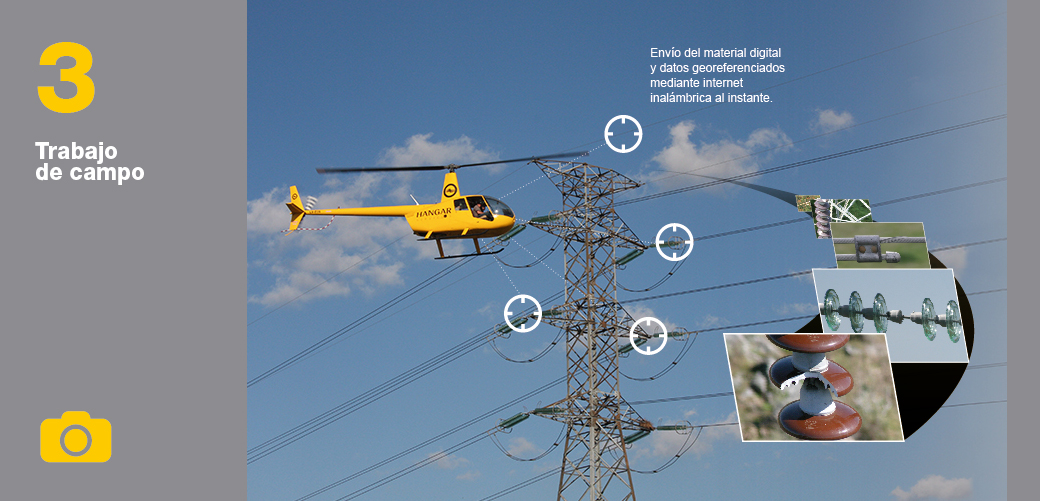 3
Trabajo
de campo
Envío del material digital
y datos georeferenciados
mediante internet
inalámbrica al instante.
HANGAR